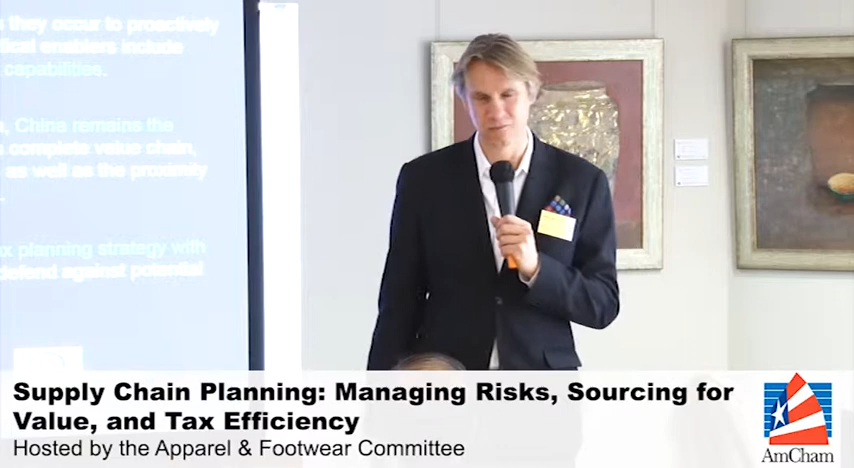 they occur to proactively
enablers include
capabilities.
China remains the
complete value chain,
as well as the proximity
planning strategy with
defend against potential
Supply Chain Planning: Managing Risks, Sourcing for
Value, and Tax Efficiency
Hosted by the Apparel & Footwear Committee
AmCham